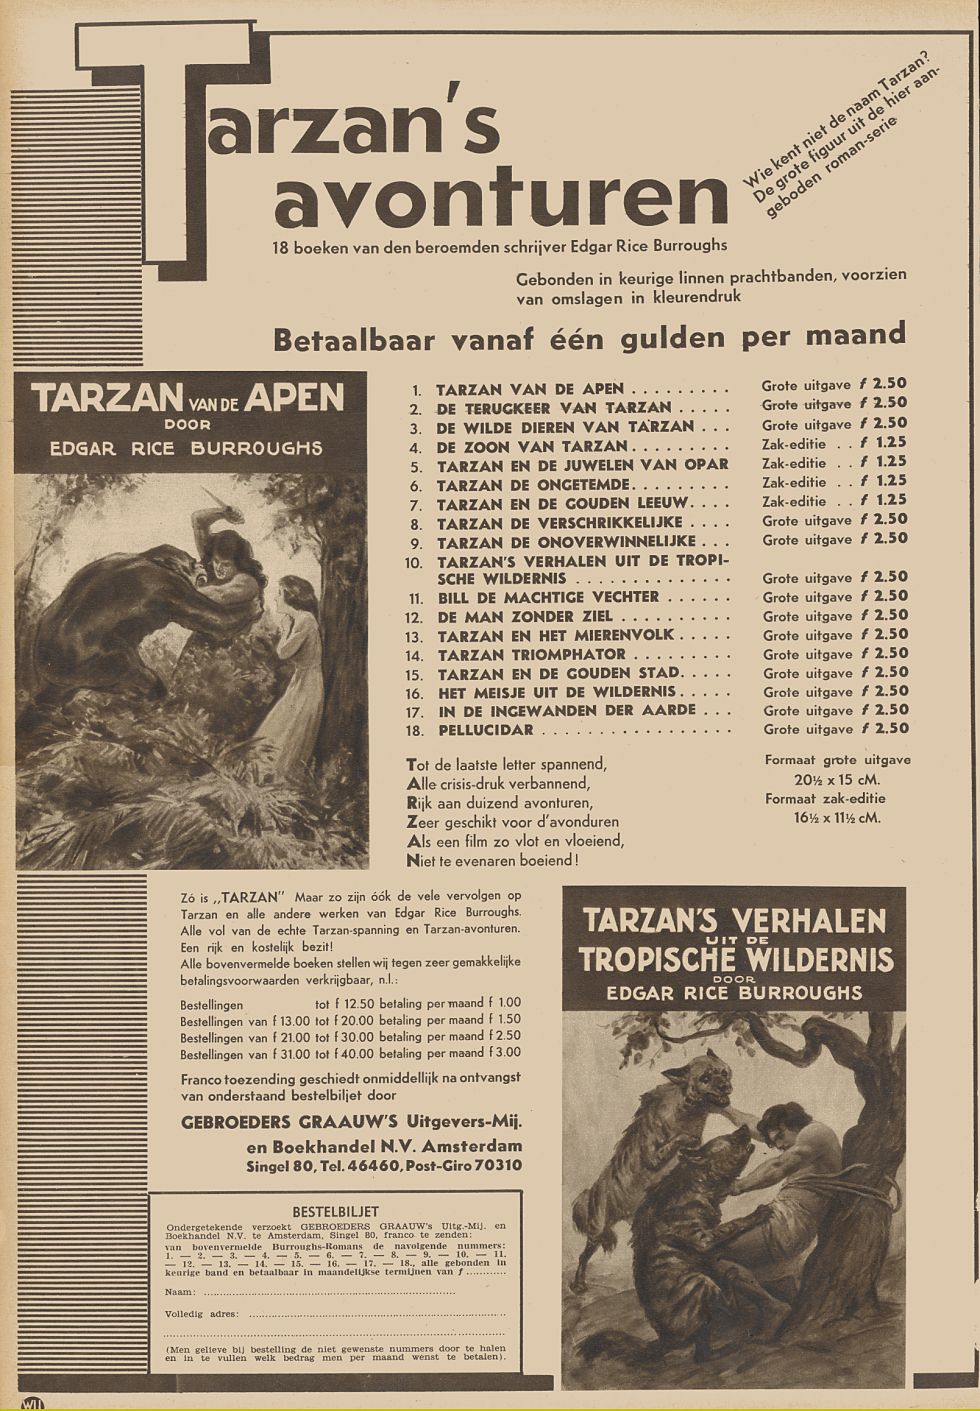 Tarzan's
avonturen
18 boeken van den beroemden schrijver Edgar Rice Burroughs
Wie kent niet de naam Tarzan?
De grote figuur uit de hier aan-
geboden roman-serie
Gebonden in keurige linnen prachtbanden, voorzien
van omslagen in kleurendruk
Betaalbaar vanaf één gulden per maand
TARZAN VAN DE APEN
DOOR
EDGAR RICE BURROUGHS
1. TARZAN VAN DE APEN . . . . . . . . . Grote uitgave f 2.50
2. DE TERUGKEER VAN TARZAN . . . . . Grote uitgave f 2.50
3. DE WILDE DIEREN VAN TARZAN . . . Grote uitgave f 2.50
4. DE ZOON VAN TARZAN . . . . . . . . . Zak-editie . . f 1.25
5. TARZAN EN DE JUWELEN VAN OPAR Zak-editie . . f 1.25
6. TARZAN DE ONGETEMDE. . . . . . . . . Zak-editie . . f 1.25
7. TARZAN EN DE GOUDEN LEEUW. . . . Zak-editie . . f 1.25
8. TARZAN DE VERSCHRIKKELIJKE . . . . Grote uitgave f 2.50
9. TARZAN DE ONOVERWINNELIJKE . . . Grote uitgave f 2.50
10. TARZAN'S VERHALEN UIT DE TROPI-
SCHE WILDERNIS . . . . . . . . . . . . . . Grote uitgave f 2.50
11. BILL DE MACHTIGE VECHTER . . . . . . Grote uitgave f 2.50
12. DE MAN ZONDER ZIEL . . . . . . . . . . Grote uitgave f 2.50
13. TARZAN EN HET MIERENVOLK . . . . . Grote uitgave f 2.50
14. TARZAN TRIOMPHATOR . . . . . . . . . Grote uitgave f 2.50
15. TARZAN EN DE GOUDEN STAD. . . . . Grote uitgave f 2.50
16. HET MEISJE UIT DE WILDERNIS . . . . . Grote uitgave f 2.50
17. IN DE INGEWANDEN DER AARDE . . . Grote uitgave f 2.50
18. PELLUCIDAR . . . . . . . . . . . . . . . . . Grote uitgave f 2.50
Tot de laatste letter spannend,
Alle crisis-druk verbannend,
Rijk aan duizend avonturen,
Zeer geschikt voor d'avonduren
Als een film zo vlot en vloeiend,
Niet te evenaren boeiend!
Formaat grote uitgave
20½ x 15 cM.
Formaat zak-editie
16½ x 11½ cM.
Zó is „TARZAN" Maar zo zijn óók de vele vervolgen op
Tarzan en alle andere werken van Edgar Rice Burroughs.
Alle vol van de echte Tarzan-spanning en Tarzan-avonturen.
Een rijk en kostelijk bezit!
Alle bovenvermelde boeken stellen wij tegen zeer gemakkelijke
betalingsvoorwaarden verkrijgbaar, n.l.:
Bestellingen tot f 12.50 betaling per maand f 1.00
Bestellingen van f 13.00 tot f 20.00 betaling per maand f 1.50
Bestellingen van f 21.00 tot f 30.00 betaling per maand f 2.50
Bestellingen van f 31.00 tot f 40.00 betaling per maand f 3.00
Franco toezending geschiedt onmiddellijk na ontvangst
van onderstaand bestelbiljet door
GEBROEDERS GRAAUW'S Uitgevers-Mij.
en Boekhandel N.V. Amsterdam
Singel 80, Tel. 46460, Post-Giro 70310
TARZAN'S VERHALEN
UIT DE
TROPISCHE WILDERNIS
DOOR
EDGAR RICE BURROUGHS
BESTELBILJET
Ondergetekende verzoekt GEBROEDERS GRAAUW's Uitg.-Mij. en
Boekhandel N.V. te Amsterdam, Singel 80, franco te zenden:
van bovenvermelde Burroughs-Romans de navolgende nummers:
1. — 2. — 3. — 4. — 5. — 6. — 7. — 8. — 9. — 10. — 11.
— 12. — 13. — 14. — 15. — 16. — 17. — 18., alle gebonden in
keurige band en betaalbaar in maandelijkse termijnen van f ............
Naam: ............................................................
Volledig adres: ............................................................
............................................................
(Men gelieve bij bestelling de niet gewenste nummers door te halen
en in te vullen welk bedrag men per maand wenst te betalen).